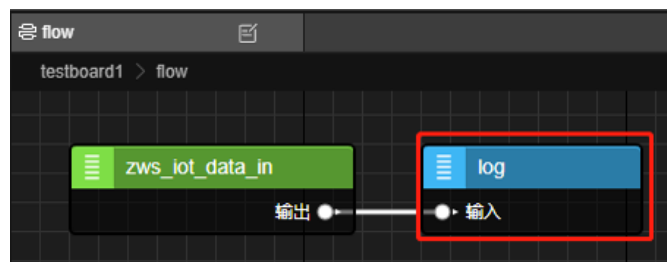 flow
testboard1 > flow
zws_iot_data_in
输出
log
输入